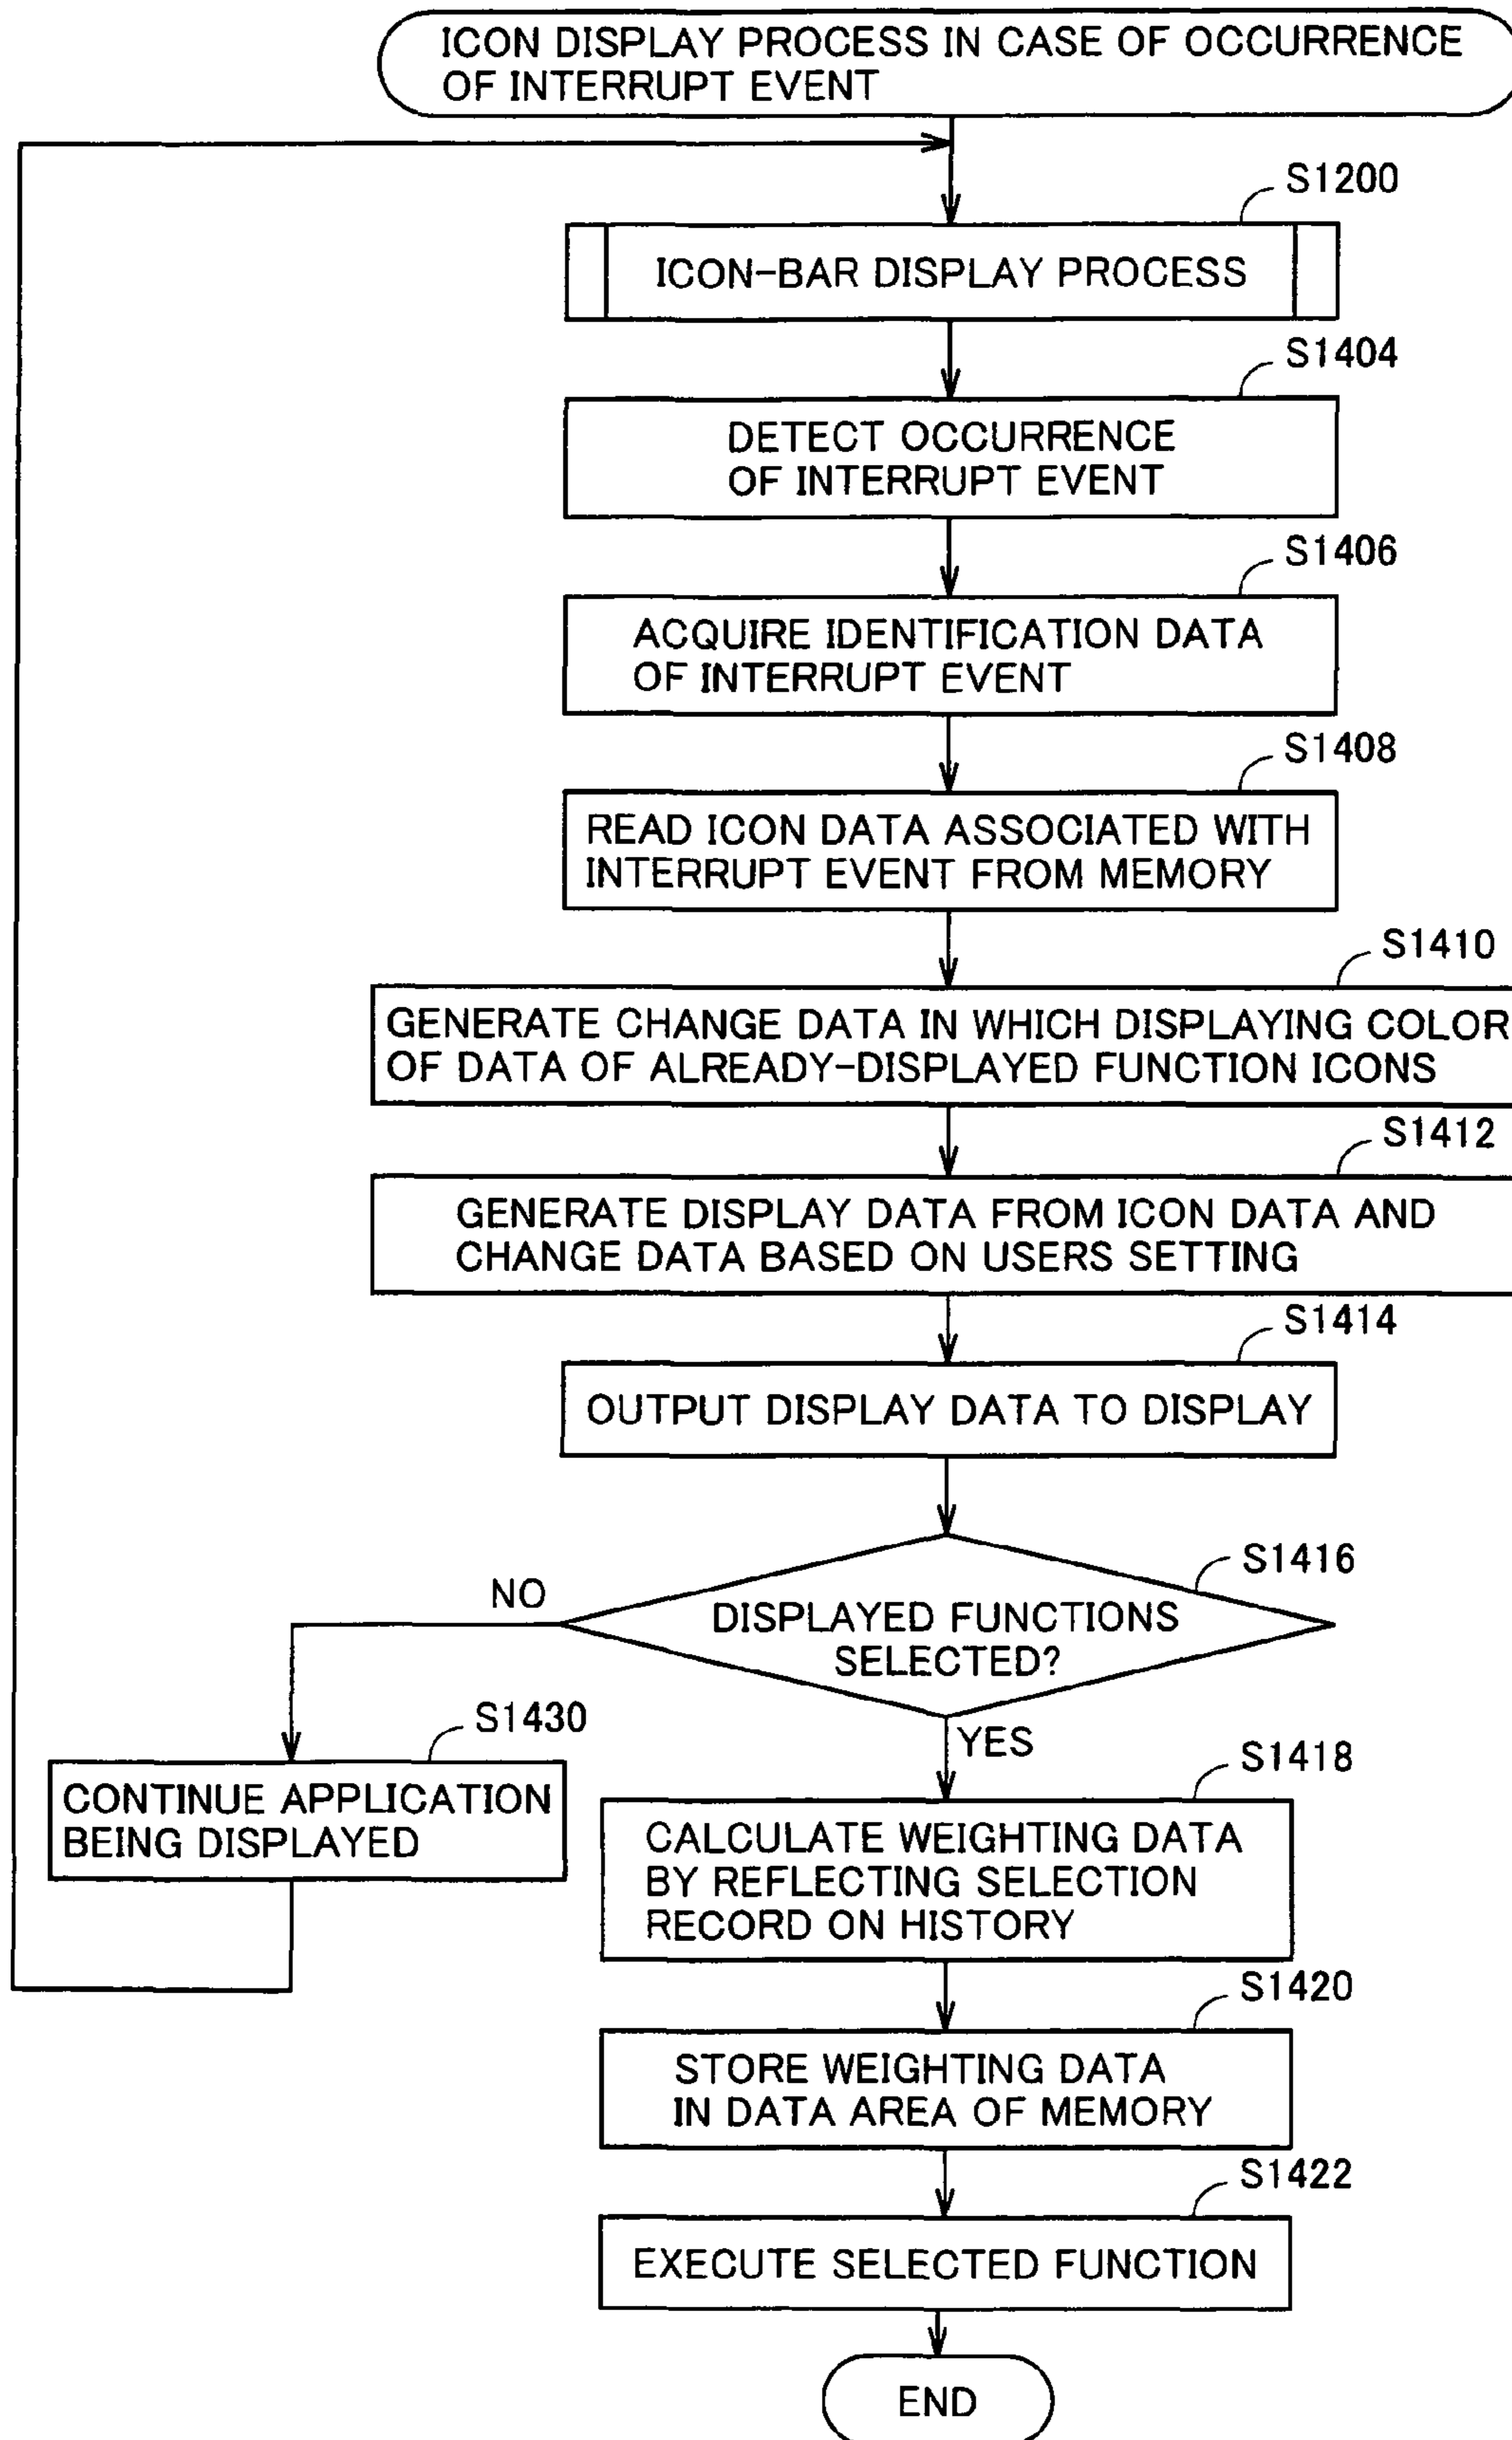 ICON DISPLAY PROCESS IN CASE OF OCCURRENCE
OF INTERRUPT EVENT
S1200
ICON-BAR DISPLAY PROCESS
S1404
DETECT OCCURRENCE
OF INTERRUPT EVENT
S1406
ACQUIRE IDENTIFICATION DATA
OF INTERRUPT EVENT
S1408
READ ICON DATA ASSOCIATED WITH
INTERRUPT EVENT FROM MEMORY
S1410
GENERATE CHANGE DATA IN WHICH DISPLAYING COLOR
OF DATA OF ALREADY-DISPLAYED FUNCTION ICONS
S1412
GENERATE DISPLAY DATA FROM ICON DATA AND
CHANGE DATA BASED ON USERS SETTING
S1414
OUTPUT DISPLAY DATA TO DISPLAY
S1416
NO
DISPLAYED FUNCTIONS
SELECTED?
YES
S1430
CONTINUE APPLICATION
BEING DISPLAYED
S1418
CALCULATE WEIGHTING DATA
BY REFLECTING SELECTION
RECORD ON HISTORY
S1420
STORE WEIGHTING DATA
IN DATA AREA OF MEMORY
S1422
EXECUTE SELECTED FUNCTION
END